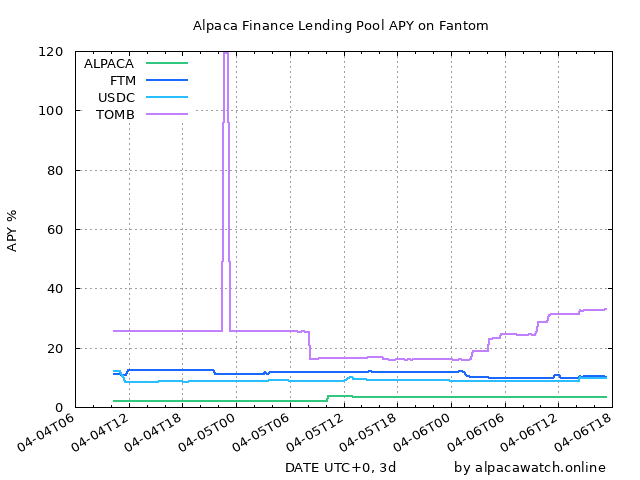 Alpaca Finance Lending Pool APY on Fantom
APY %
120
100
80
60
40
20
0
ALPACA
FTM
USDC
TOMB
04-04T06
04-04T12
04-04T18
04-05T00
04-05T06
04-05T12
04-05T18
04-06T00
04-06T06
04-06T12
04-06T18
DATE UTC+0, 3d
by alpacawatch.online